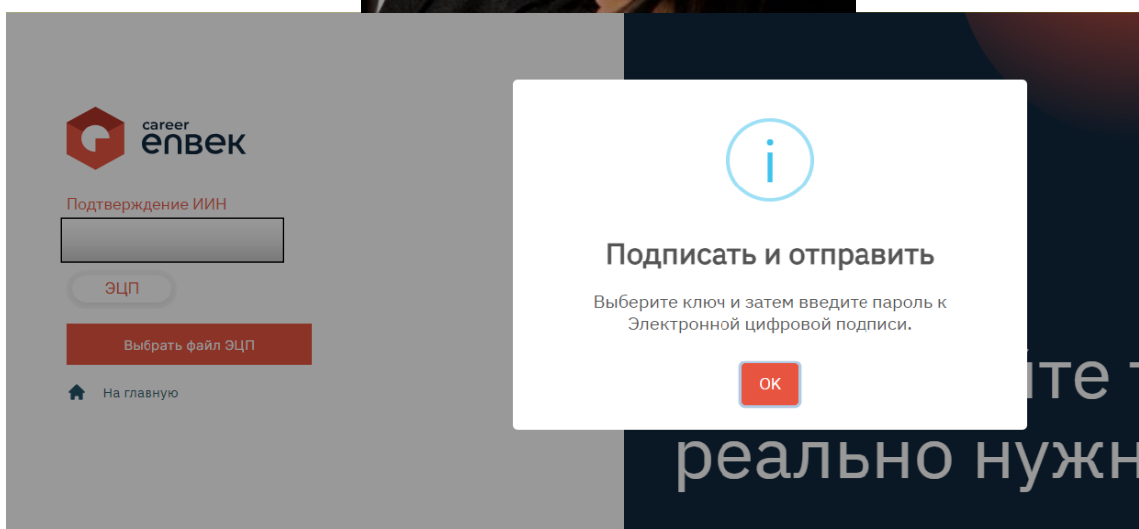 career
enbek
Подтверждение ИИН
ЭЦП
Выбрать файл ЭЦП
На главную
Подписать и отправить
Выберите ключ и затем введите пароль к
Электронной цифровой подписи.
OK
реально